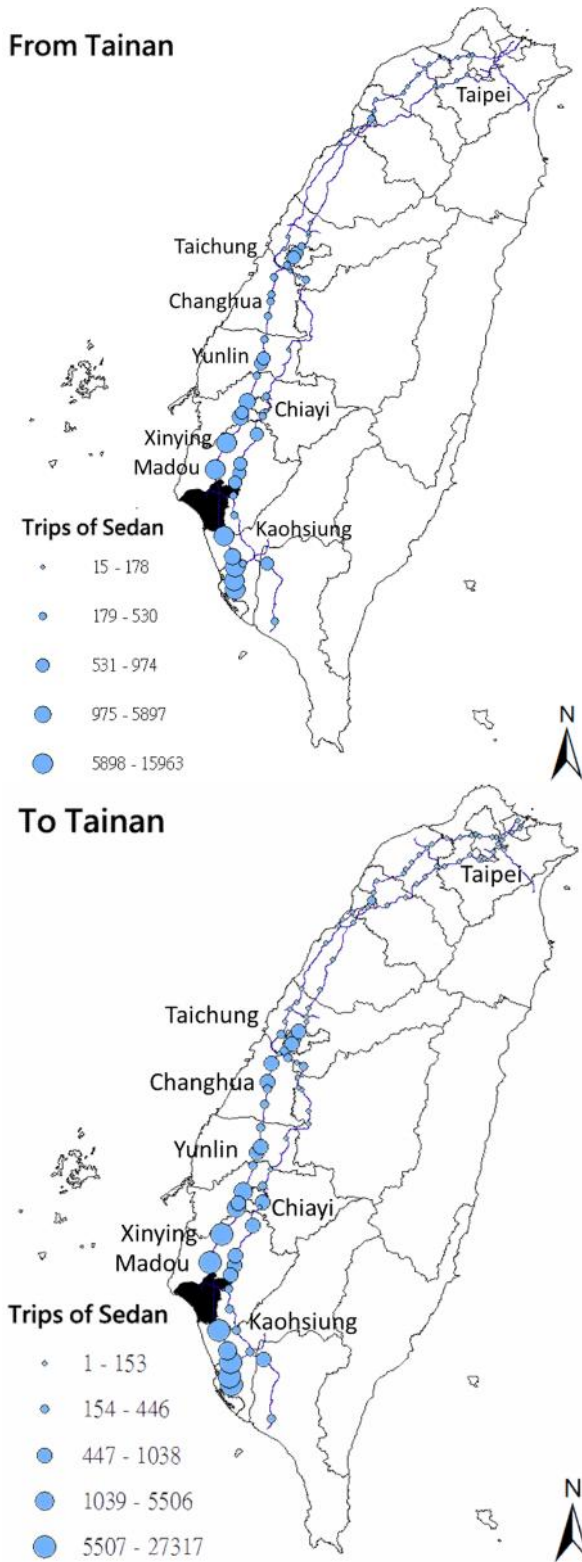 From Tainan
Taipei
Taichung
Changhua
Yunlin
Chiayi
Xinying
Madou
Kaohsiung
Trips of Sedan
15 - 178
179 - 530
531 - 974
975 - 5897
5898 - 15963
N
To Tainan
Taipei
Taichung
Changhua
Yunlin
Chiayi
Xinying
Madou
Kaohsiung
Trips of Sedan
1 - 153
154 - 446
447 - 1038
1039 - 5506
5507 - 27317
N